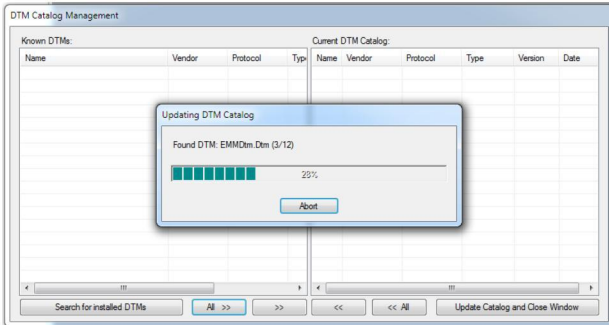 DTM Catalog Management
Known DTMs:
Current DTM Catalog:
Name Vendor Protocol Type
Name Vendor Protocol Type Version Date
Updating DTM Catalog
Found DTM: EMMDtm.Dtm (3/12)
28%
Abort
Search for installed DTMs All >> >> << << All Update Catalog and Close Window